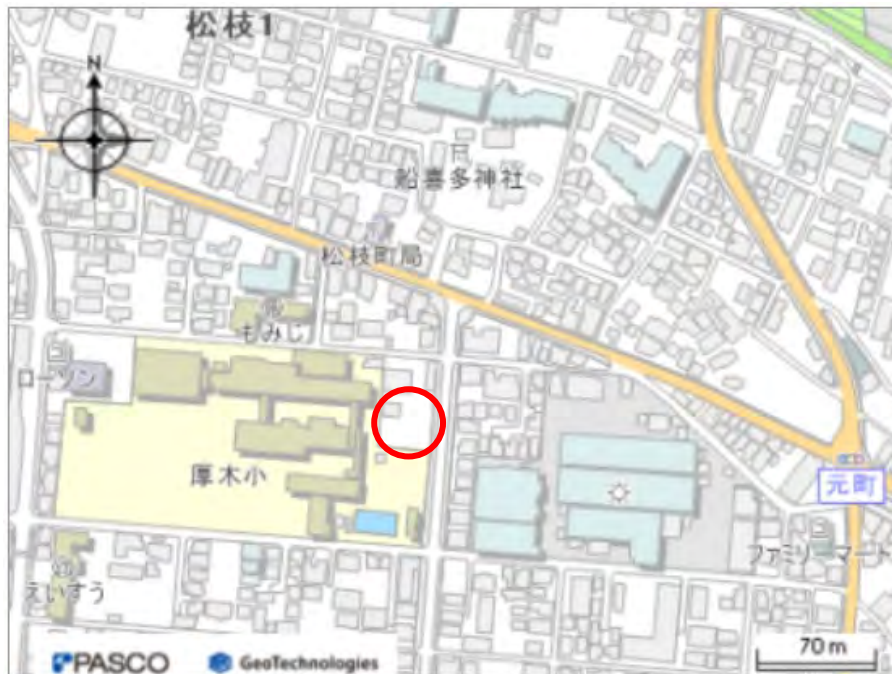 松枝1
N
船喜多神社
松枝町局
もみじ
ローソン
厚木小
元町
ファミリーマート
えいすう
70m
PASCO
GeoTechnologies